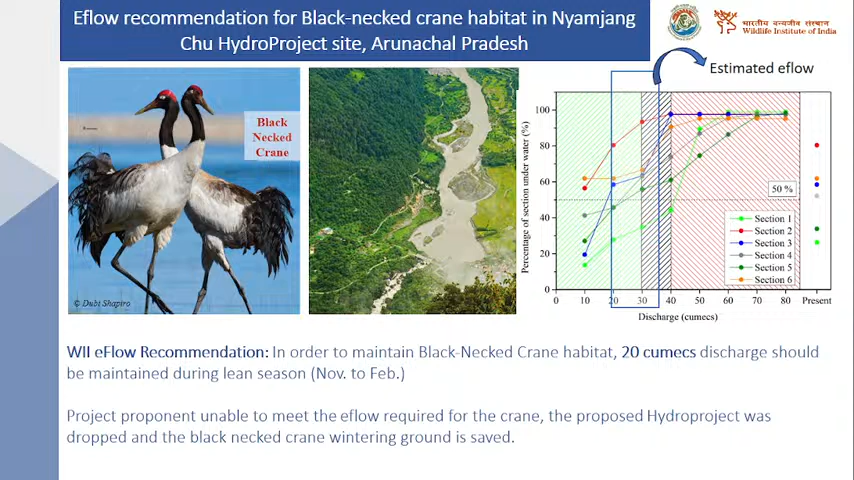 Eflow recommendation for Black-necked crane habitat in Nyamjang
Chu HydroProject site, Arunachal Pradesh
भारतीय वन्यजीव संस्थान
Wildlife Institute of India
Estimated eflow
Black
Necked
Crane
© Dubi Shapiro
Percentage of section under water (%)
100
80
60
40
20
0
50 %
Section 1
Section 2
Section 3
Section 4
Section 5
Section 6
0 10 20 30 40 50 60 70 80 Present
Discharge (cumecs)
WII eFlow Recommendation: In order to maintain Black-Necked Crane habitat, 20 cumecs discharge should
be maintained during lean season (Nov. to Feb.)
Project proponent unable to meet the eflow required for the crane, the proposed Hydroproject was
dropped and the black necked crane wintering ground is saved.